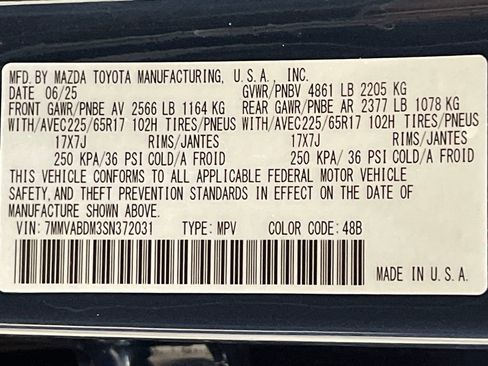 MFD. BY MAZDA TOYOTA MANUFACTURING, U.S.A., INC.
DATE 06/25 GVWR/PNBV 4861 LB 2205 KG
FRONT GAWR/PNBE AV 2566 LB 1164 KG REAR GAWR/PNBE AR 2377 LB 1078 KG
WITH/AVEC225/65R17 102H TIRES/PNEUS WITH/AVEC225/65R17 102H TIRES/PNEUS
17X7J RIMS/JANTES 17X7J RIMS/JANTES
250 KPA/36 PSI COLD/A FROID 250 KPA/36 PSI COLD/A FROID
THIS VEHICLE CONFORMS TO ALL APPLICABLE FEDERAL MOTOR VEHICLE
SAFETY, AND THEFT PREVENTION STANDARDS IN EFFECT ON THE DATE OF
MANUFACTURE SHOWN ABOVE.
VIN: 7MMVABDM3SN372031 TYPE: MPV COLOR CODE: 48B
MADE IN U.S.A.